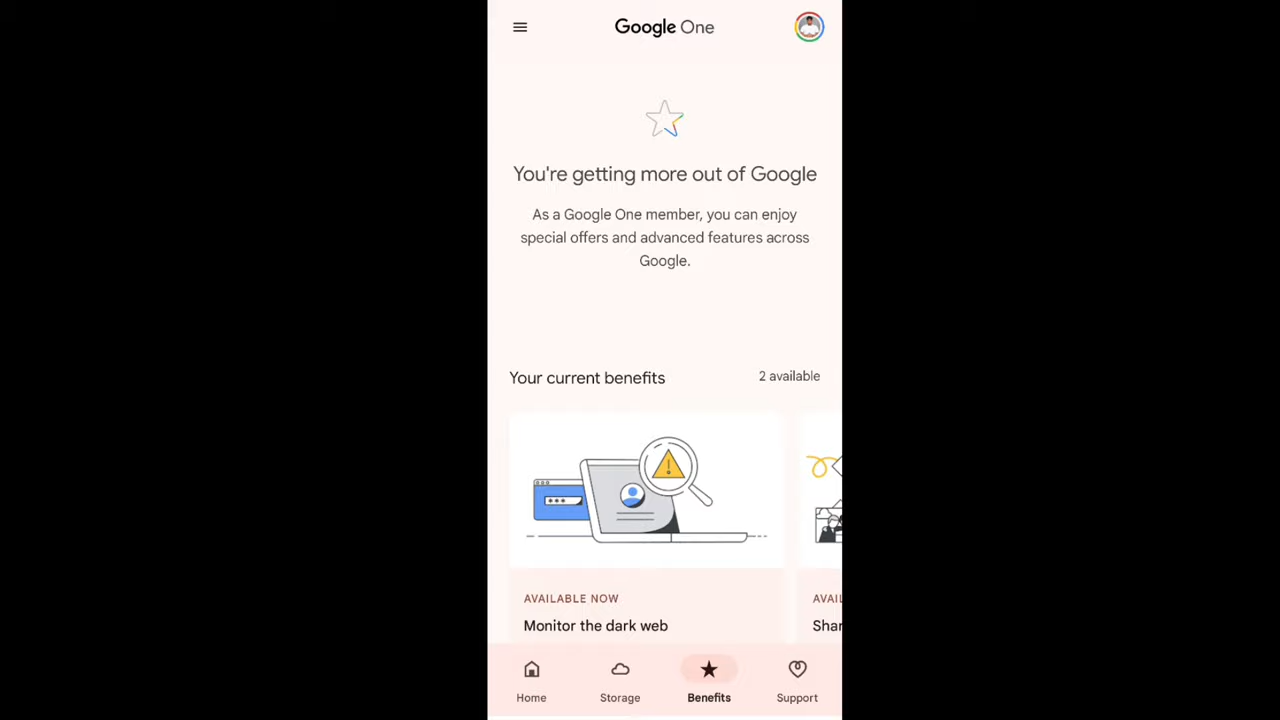 Google One
You're getting more out of Google
As a Google One member, you can enjoy
special offers and advanced features across
Google.
Your current benefits
2 available
AVAILABLE NOW
Monitor the dark web
AVAIL
Shar
Home
Storage
Benefits
Support